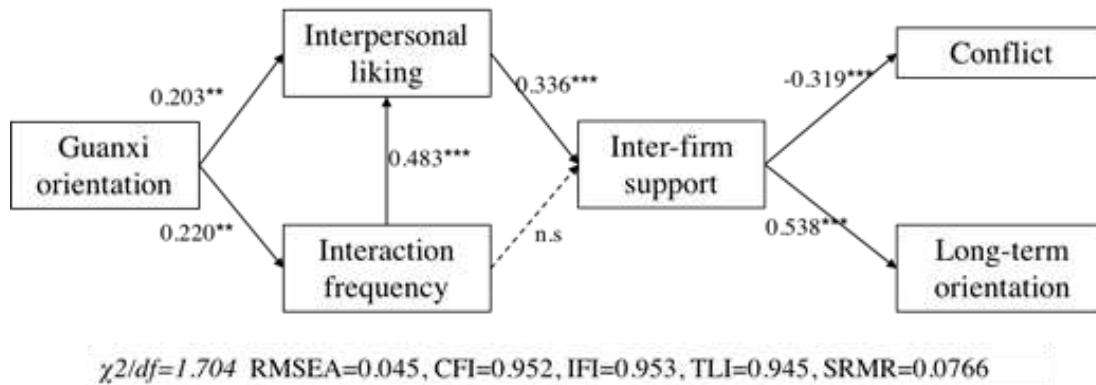 Interpersonal
liking
Conflict
0.203**
0.336***
-0.319***
Guanxi
orientation
0.483***
Inter-firm
support
0.220**
n.s
0.538***
Interaction
frequency
Long-term
orientation
χ2/df=1.704 RMSEA=0.045, CFI=0.952, IFI=0.953, TLI=0.945, SRMR=0.0766